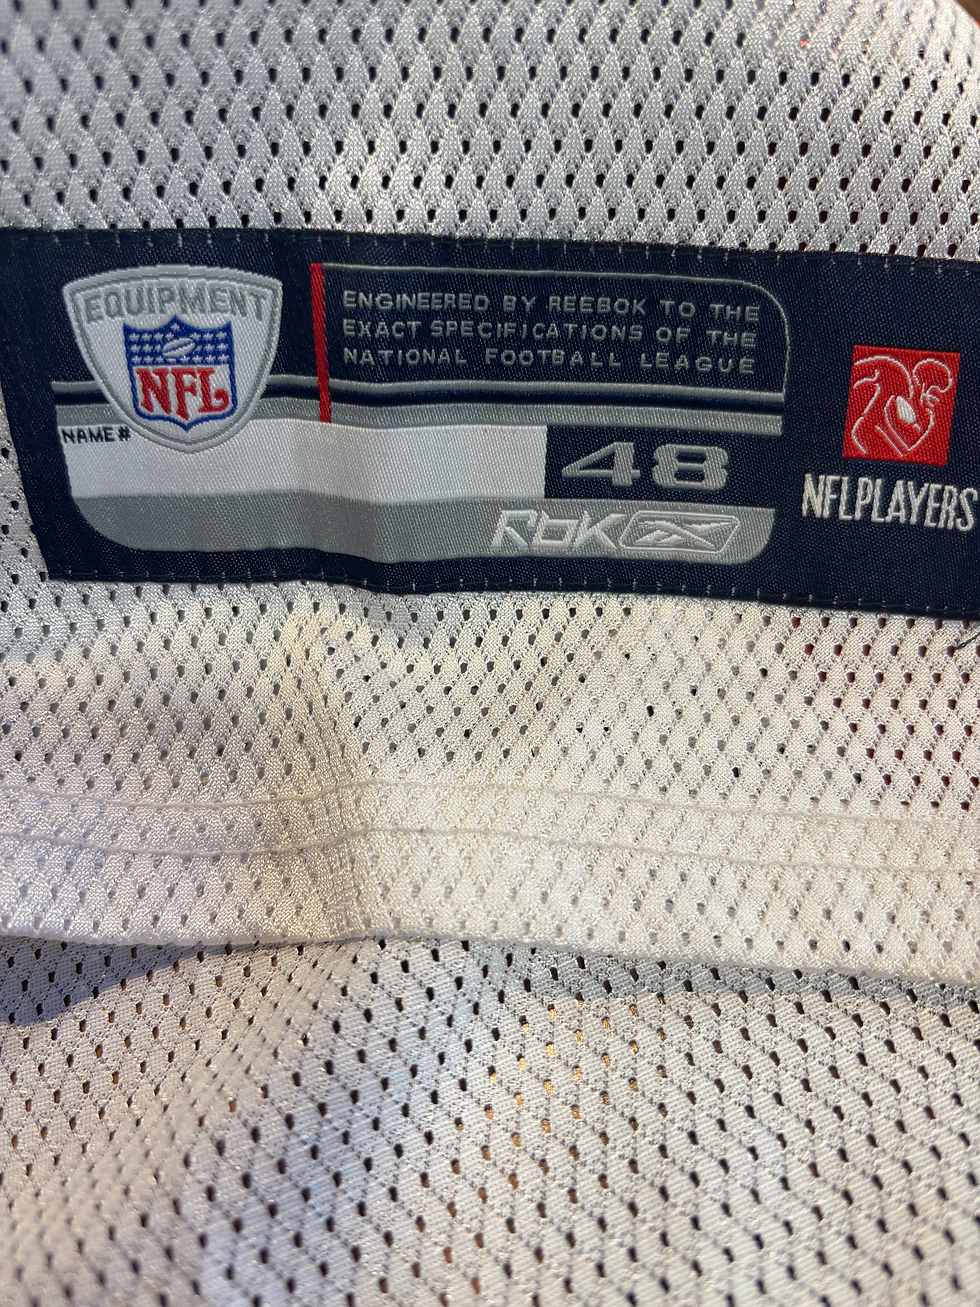 EQUIPMENT
NFL
ENGINEERED BY REEBOK TO THE
EXACT SPECIFICATIONS OF THE
NATIONAL FOOTBALL LEAGUE
NAME#
48
RbK
NFLPLAYERS